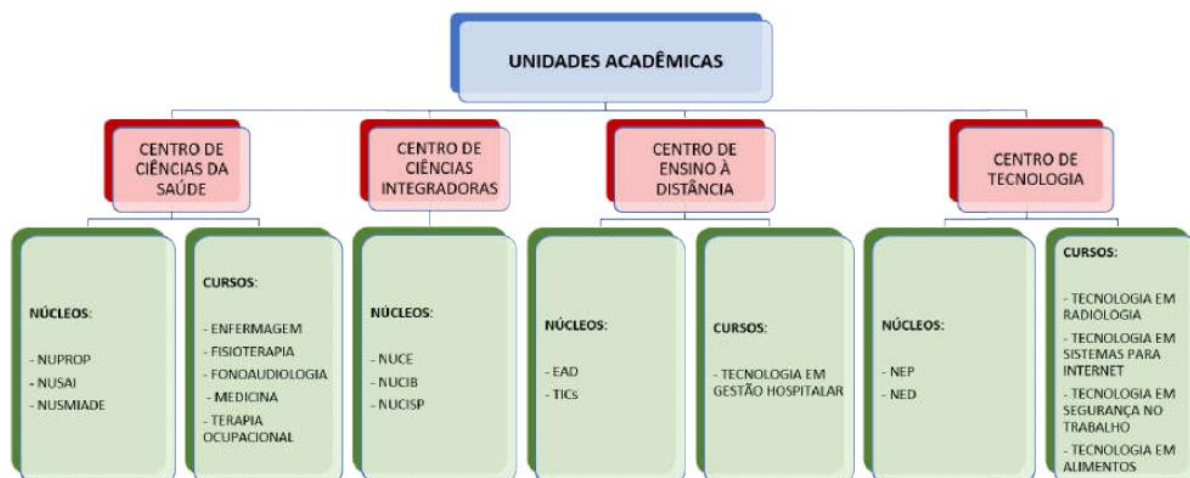 UNIDADES ACADÊMICAS
CENTRO DE
CIÊNCIAS DA
SAÚDE
CENTRO DE
CIÊNCIAS
INTEGRADORAS
CENTRO DE
ENSINO À
DISTÂNCIA
CENTRO DE
TECNOLOGIA
NÚCLEOS:
- NUPROP
- NUSAI
- NUSMIADE
CURSOS:
- ENFERMAGEM
- FISIOTERAPIA
- FONOAUDIOLOGIA
- MEDICINA
- TERAPIA
OCUPACIONAL
NÚCLEOS:
- NUCE
- NUCIB
- NUCISP
NÚCLEOS:
- EAD
- TICs
CURSOS:
- TECNOLOGIA EM
GESTÃO HOSPITALAR
NÚCLEOS:
- NEP
- NED
CURSOS:
- TECNOLOGIA EM
RADIOLOGIA
- TECNOLOGIA EM
SISTEMAS PARA
INTERNET
- TECNOLOGIA EM
SEGURANÇA NO
TRABALHO
- TECNOLOGIA EM
ALIMENTOS